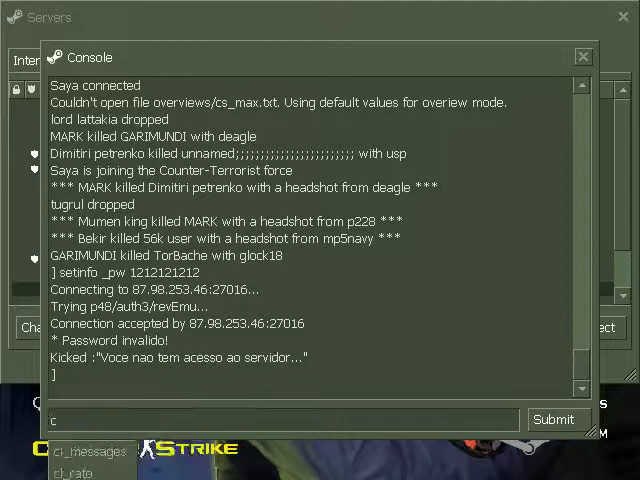 Servers
Inter
Console
Saya connected
Couldn't open file overviews/cs_max.txt. Using default values for overiew mode.
lord lattakia dropped
MARK killed GARIMUNDI with deagle
Dimitiri petrenko killed unnamed;;;;;;;;;;;;;;;;;;;;;;;; with usp
Saya is joining the Counter-Terrorist force
*** MARK killed Dimitiri petrenko with a headshot from deagle ***
tugrul dropped
*** Mumen king killed MARK with a headshot from p228 ***
*** Bekir killed 56k user with a headshot from mp5navy ***
GARIMUNDI killed TorBache with glock18
] setinfo _pw 1212121212
Connecting to 87.98.253.46:27016...
Trying p48/auth3/revEmu...
Connection accepted by 87.98.253.46:27016
* Password invalido!
Kicked :"Voce nao tem acesso ao servidor..."
]
Cha
ect
c
Submit
Q
s
M
cl_messages
C STRIKE
cl_rate